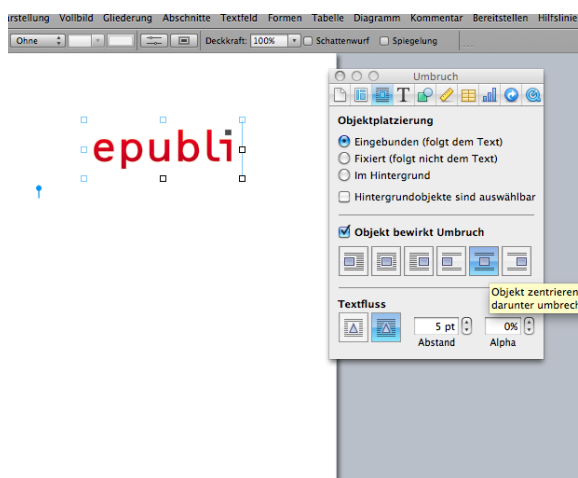 rstellung Vollbild Gliederung Abschnitte Textfeld Formen Tabelle Diagramm Kommentar Bereitstellen Hilfslinie
Ohne Deckkraft: 100% Schattenwurf Spiegelung ...
Umbruch
T
Objektplatzierung
Eingebunden (folgt dem Text)
Fixiert (folgt nicht dem Text)
Im Hintergrund
Hintergrundobjekte sind auswählbar
epubli
Objekt bewirkt Umbruch
Objekt zentrieren
darunter umbrech
Textfluss
A A 5 pt 0%
Abstand Alpha